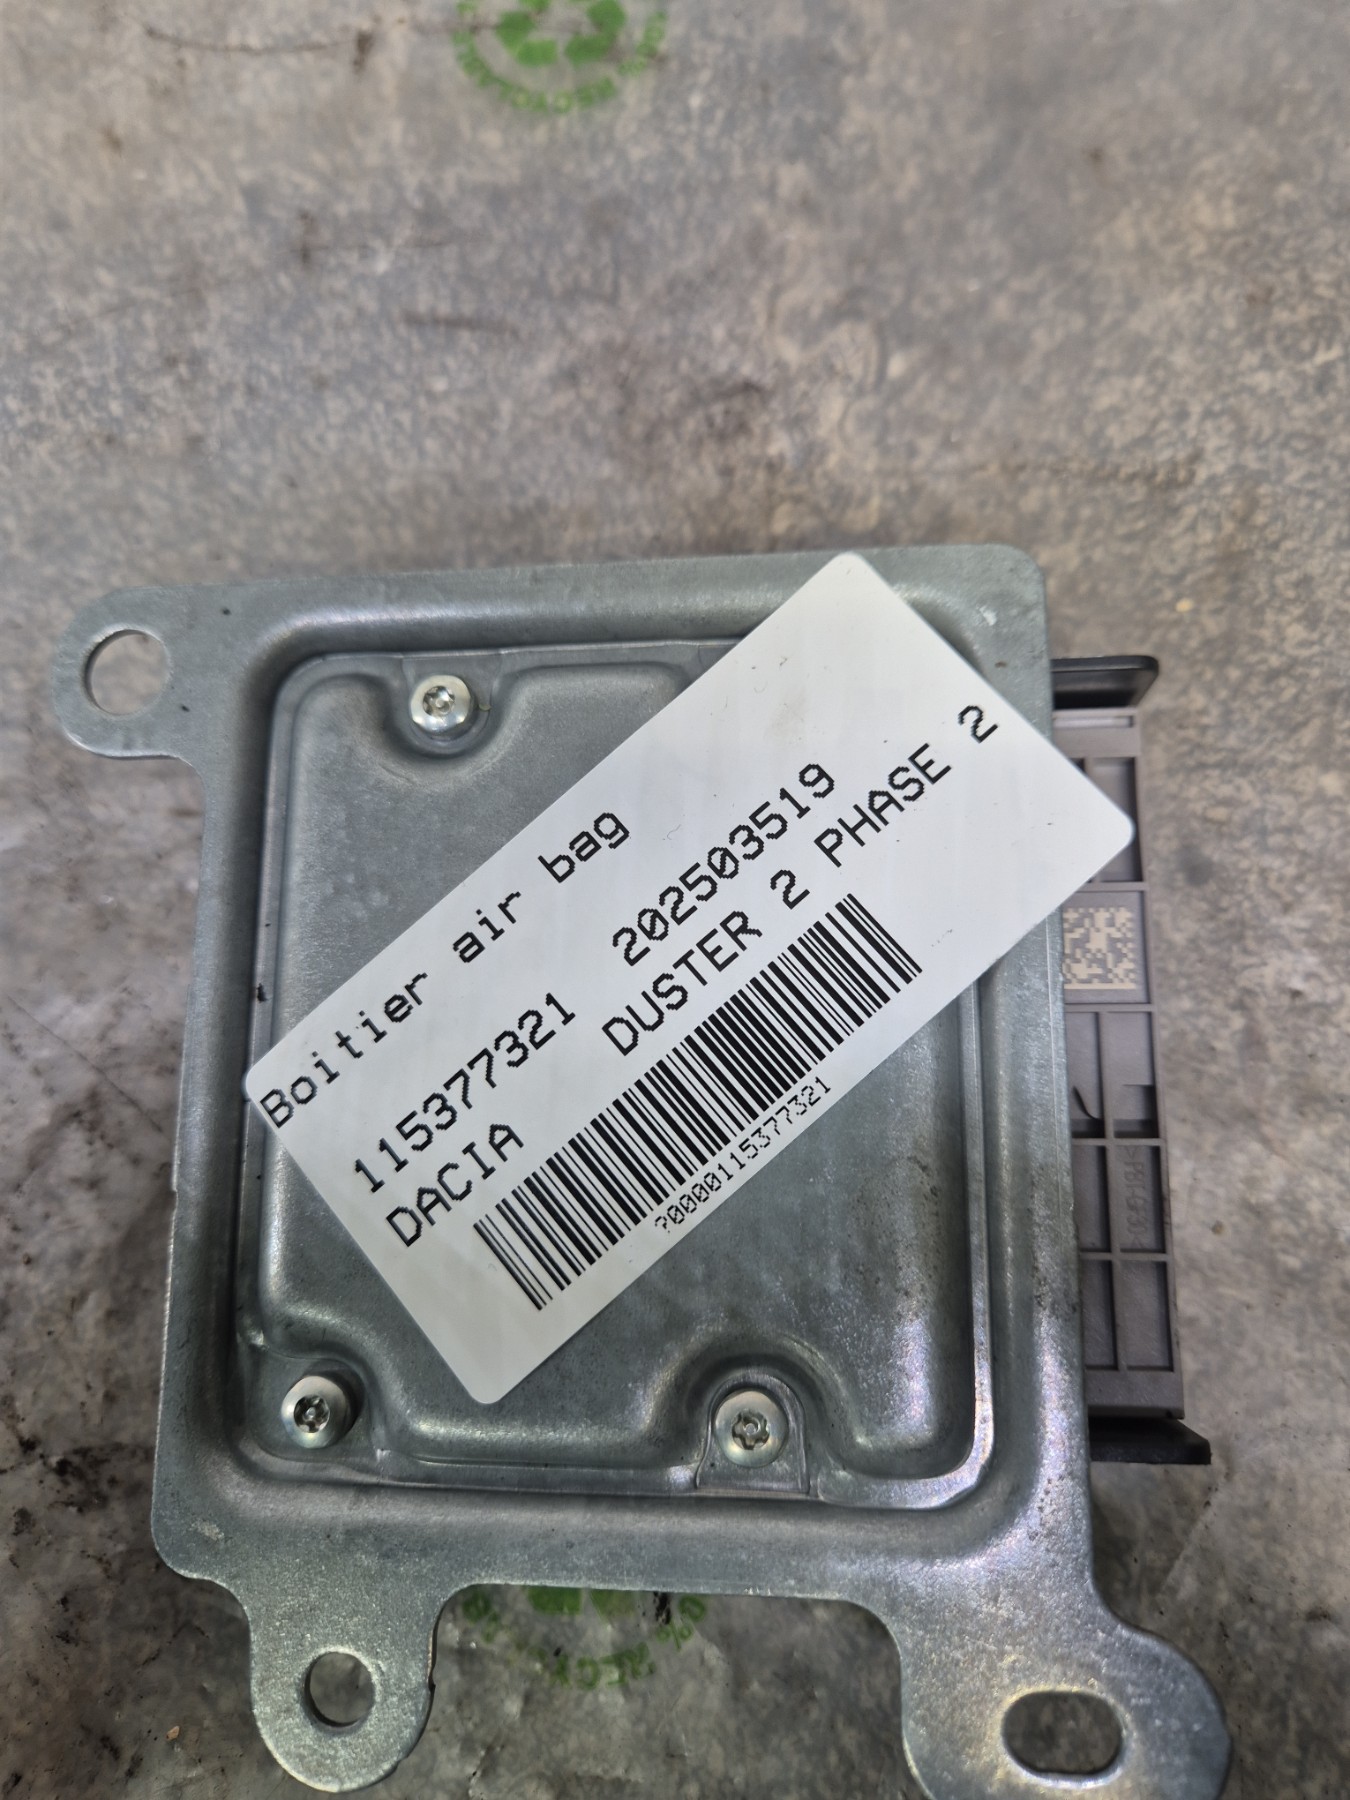 Boitier air bag
115377321 202503519
DACIA DUSTER 2 PHASE 2
?0000115377321